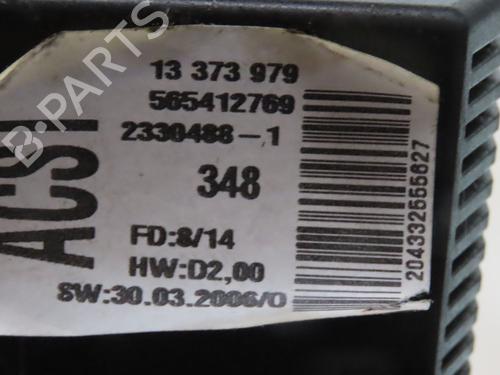 B-PARTS
13 373 979
565412769
2330488-1
348
FD:8/14
HW:D2,00
SW:30.03.2006/0
ACSI
204332555627